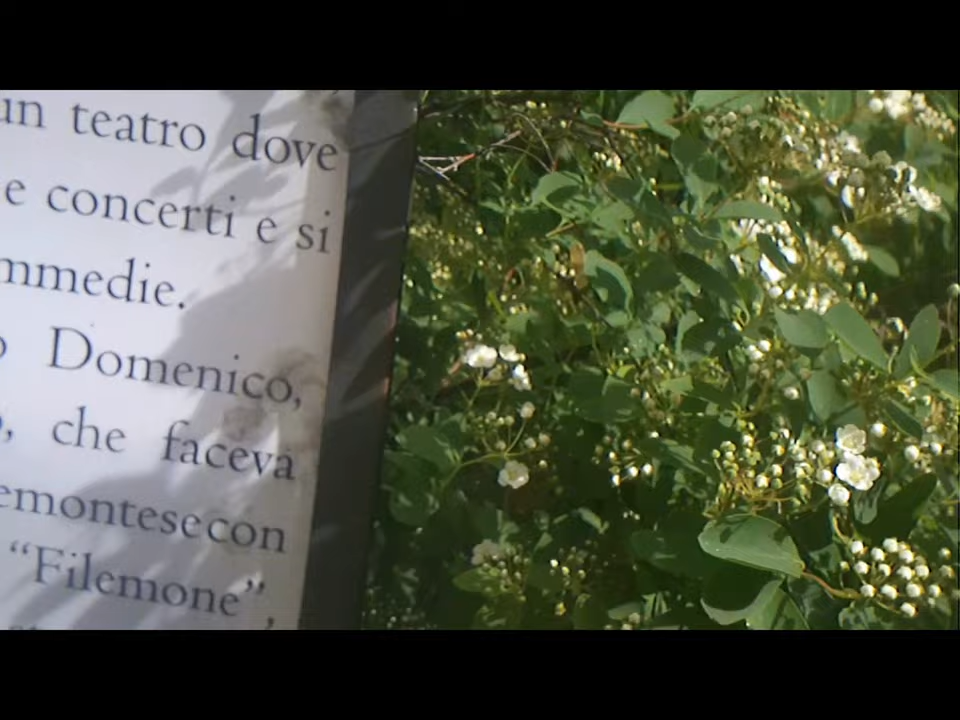 un teatro dove
e concerti e si
mmedie.
o Domenico,
o, che faceva
emontesecon
“Filemone”
,